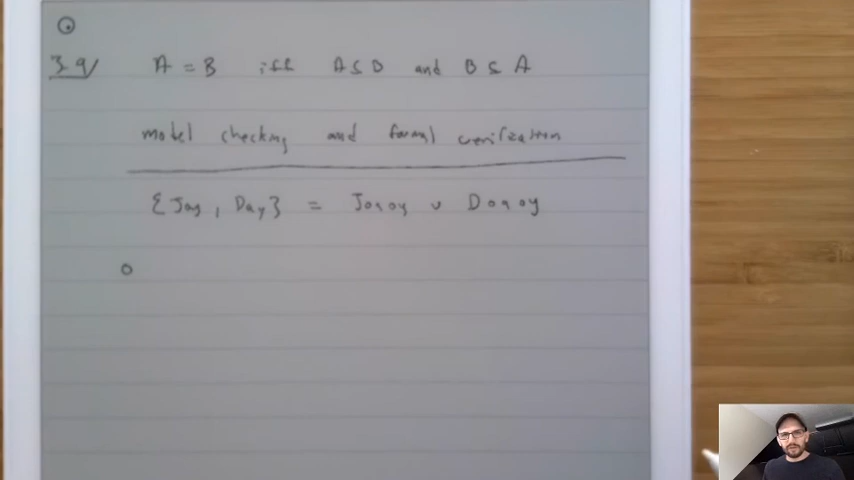 3.9/ A = B iff A ⊆ B and B ⊆ A
model checking and formal verification
{Jay, Day} = J∘a∘y ∪ D∘a∘y